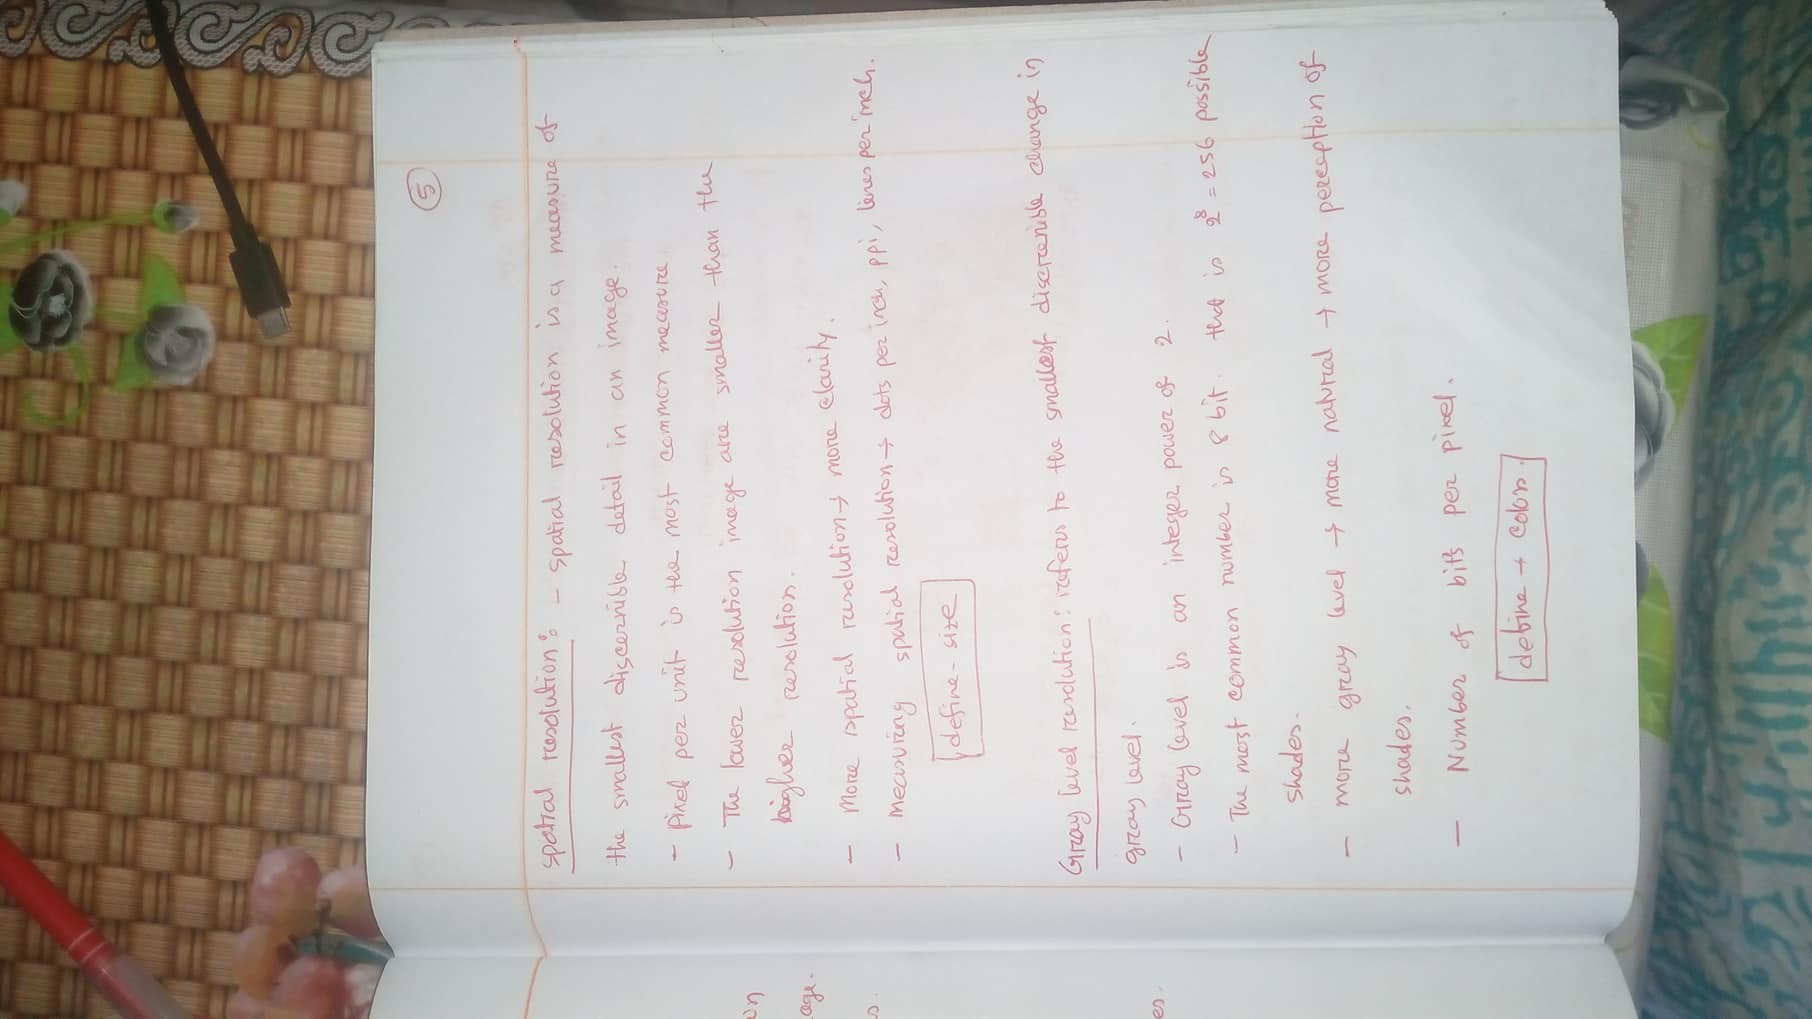 5
Spatial resolution: - spatial resolution is a measure of
the smallest discernible detail in an image.
- Pixel per unit is the most common measure.
- The lower resolution image are smaller than the
higher resolution.
- More spatial resolution → more clarity.
- measuring spatial resolution → dots per inch, ppi, lines per inch.
define - size
Gray level resolution: refers to the smallest discrenible change in
gray level.
- Gray level is an integer power of 2.
- The most common number is 8 bit. that is 2^8 = 256 possible
shades.
- more gray level → more natural → more perception of
shades.
- Number of bits per pixel.
define → colors.
age.
es.